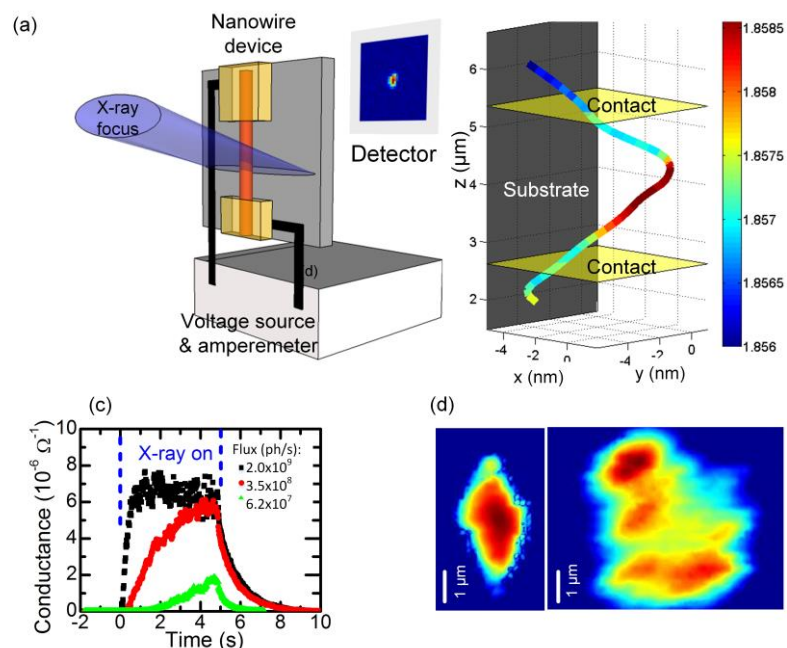 (a)
Nanowire
device
X-ray
focus
Detector
d)
Voltage source
& amperemeter
z (µm)
6
5
4
3
2
Contact
Substrate
Contact
-4
-2
0
x (nm)
-4
-2
0
y (nm)
1.8585
1.858
1.8575
1.857
1.8565
1.856
(c)
Conductance (10⁻⁶ Ω⁻¹)
10
8
6
4
2
0
X-ray on
Flux (ph/s):
2.0x10⁹
3.5x10⁸
6.2x10⁷
-2 0 2 4 6 8 10
Time (s)
(d)
1 µm
1 µm